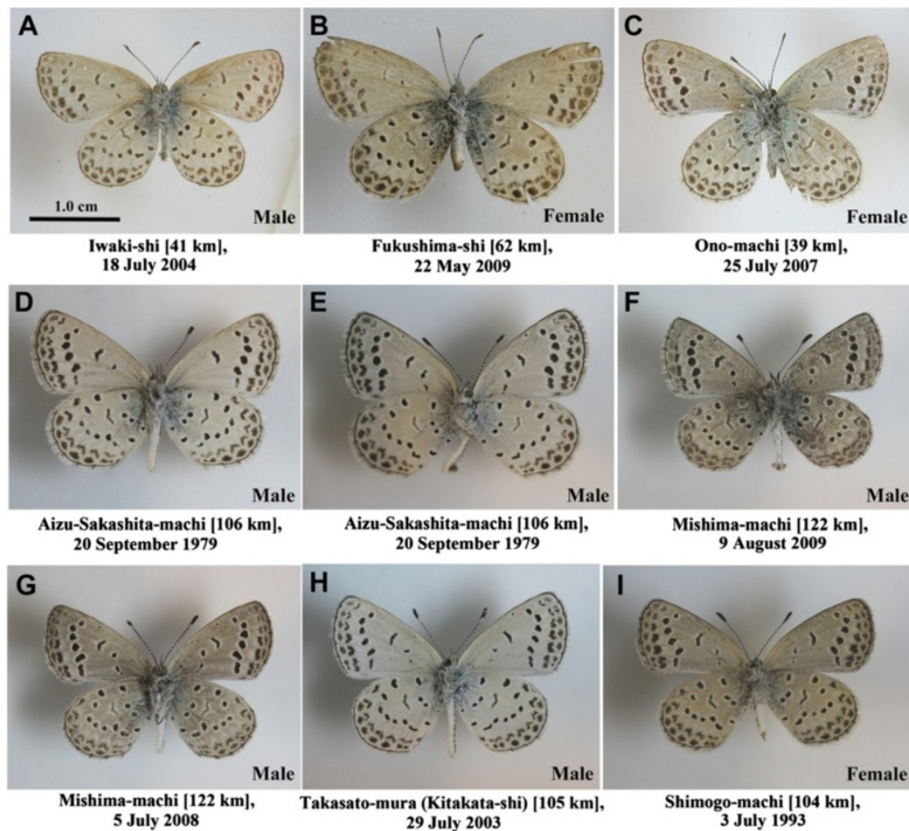 A
B
C
1.0 cm
Male
Female
Female
Iwaki-shi [41 km],
18 July 2004
Fukushima-shi [62 km],
22 May 2009
Ono-machi [39 km],
25 July 2007
D
E
F
Male
Male
Male
Aizu-Sakashita-machi [106 km],
20 September 1979
Aizu-Sakashita-machi [106 km],
20 September 1979
Mishima-machi [122 km],
9 August 2009
G
H
I
Male
Male
Female
Mishima-machi [122 km],
5 July 2008
Takasato-mura (Kitakata-shi) [105 km],
29 July 2003
Shimogo-machi [104 km],
3 July 1993